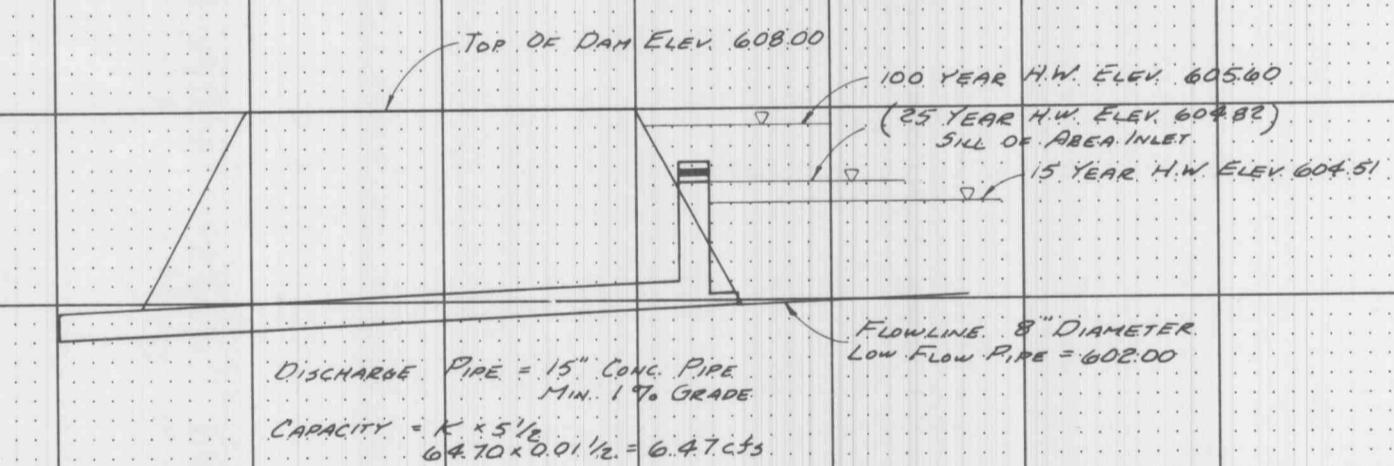 TOP OF DAM ELEV. 608.00
100 YEAR H.W. ELEV. 605.60
(25 YEAR H.W. ELEV. 604.82)
SILL OF AREA INLET
15 YEAR H.W. ELEV. 604.51
FLOWLINE 8" DIAMETER
LOW FLOW PIPE = 602.00
DISCHARGE PIPE = 15" CONC. PIPE
MIN. 1% GRADE
CAPACITY = K × S 1/2
64.70 × 0.01 1/2 = 6.47 cfs